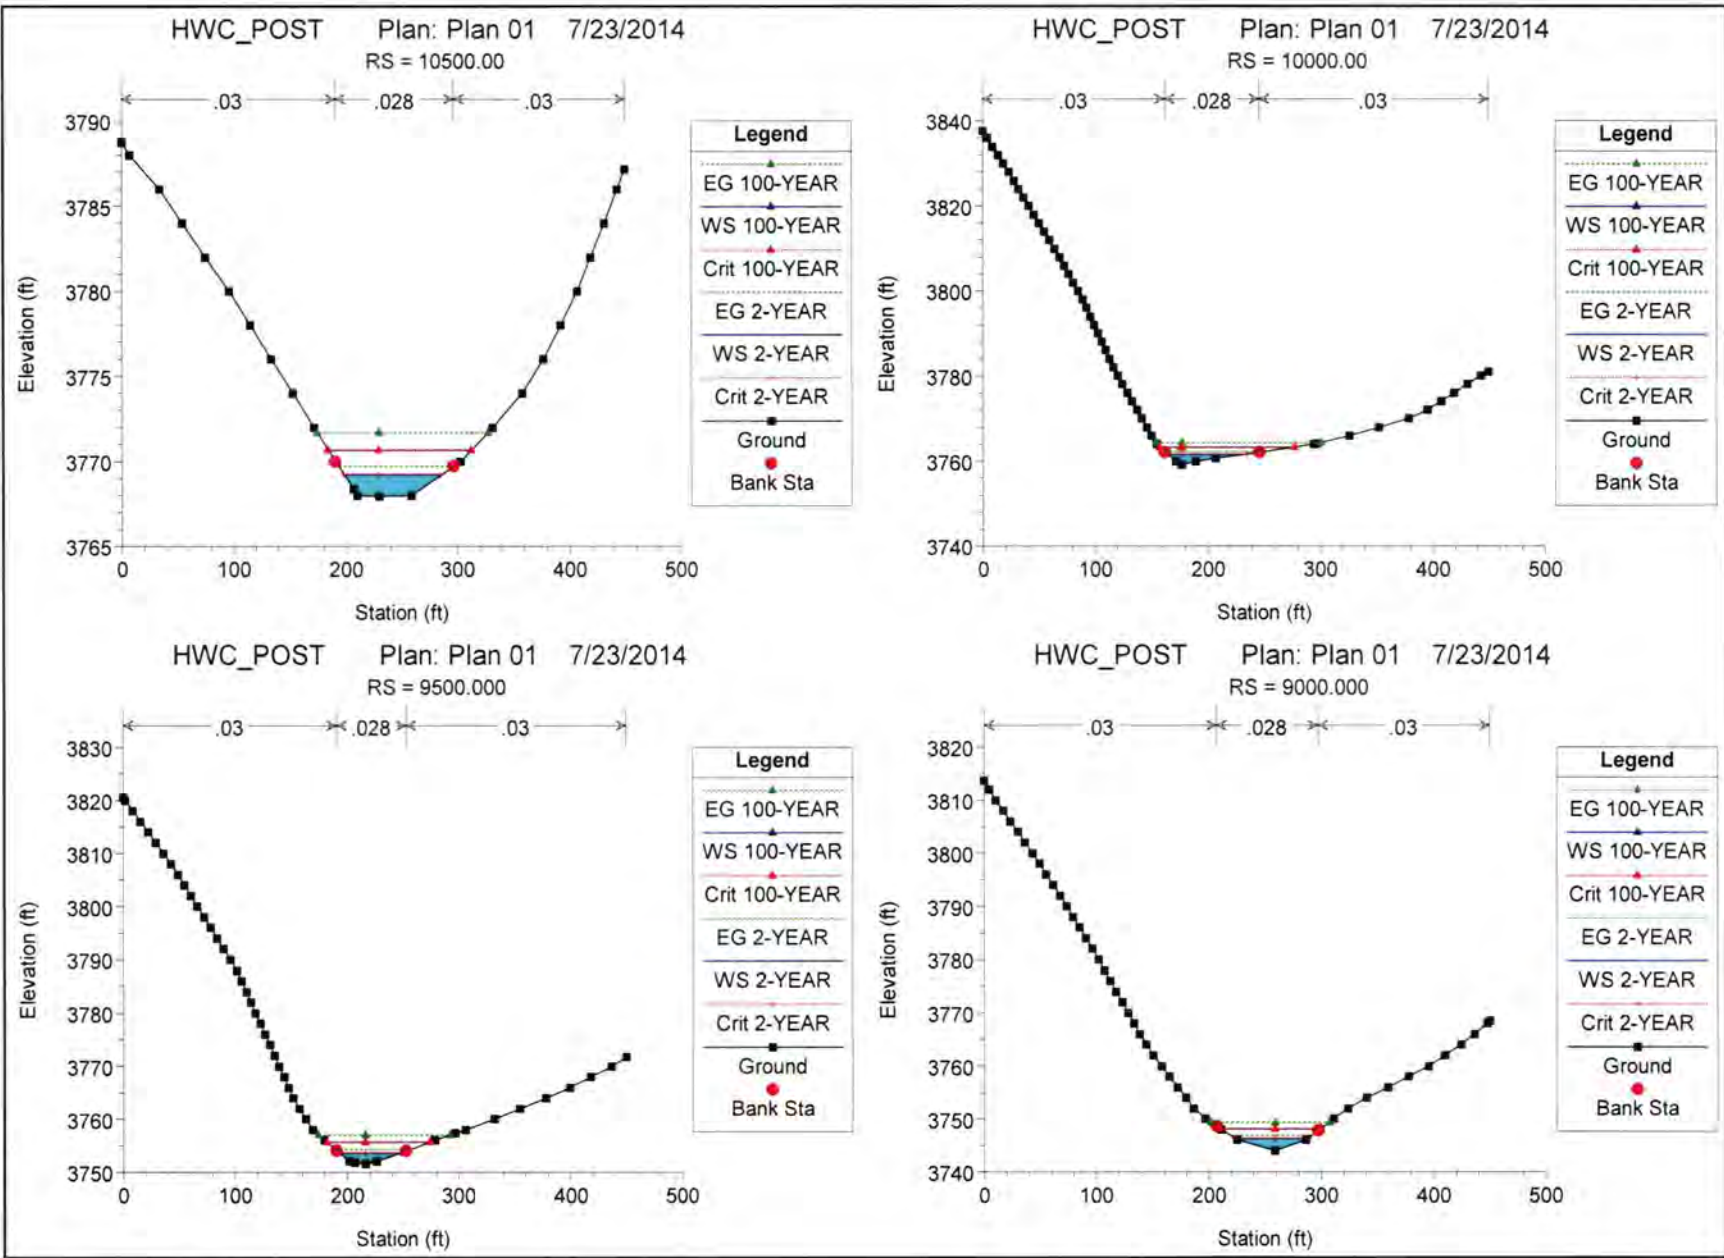 HWC_POST Plan: Plan 01 7/23/2014
RS = 10500.00
.03 .028 .03
3790
3785
3780
3775
3770
3765
Elevation (ft)
0 100 200 300 400 500
Station (ft)
Legend
EG 100-YEAR
WS 100-YEAR
Crit 100-YEAR
EG 2-YEAR
WS 2-YEAR
Crit 2-YEAR
Ground
Bank Sta
HWC_POST Plan: Plan 01 7/23/2014
RS = 10000.00
.03 .028 .03
3840
3820
3800
3780
3760
3740
Elevation (ft)
0 100 200 300 400 500
Station (ft)
Legend
EG 100-YEAR
WS 100-YEAR
Crit 100-YEAR
EG 2-YEAR
WS 2-YEAR
Crit 2-YEAR
Ground
Bank Sta
HWC_POST Plan: Plan 01 7/23/2014
RS = 9500.000
.03 .028 .03
3830
3820
3810
3800
3790
3780
3770
3760
3750
Elevation (ft)
0 100 200 300 400 500
Station (ft)
Legend
EG 100-YEAR
WS 100-YEAR
Crit 100-YEAR
EG 2-YEAR
WS 2-YEAR
Crit 2-YEAR
Ground
Bank Sta
HWC_POST Plan: Plan 01 7/23/2014
RS = 9000.000
.03 .028 .03
3820
3810
3800
3790
3780
3770
3760
3750
3740
Elevation (ft)
0 100 200 300 400 500
Station (ft)
Legend
EG 100-YEAR
WS 100-YEAR
Crit 100-YEAR
EG 2-YEAR
WS 2-YEAR
Crit 2-YEAR
Ground
Bank Sta